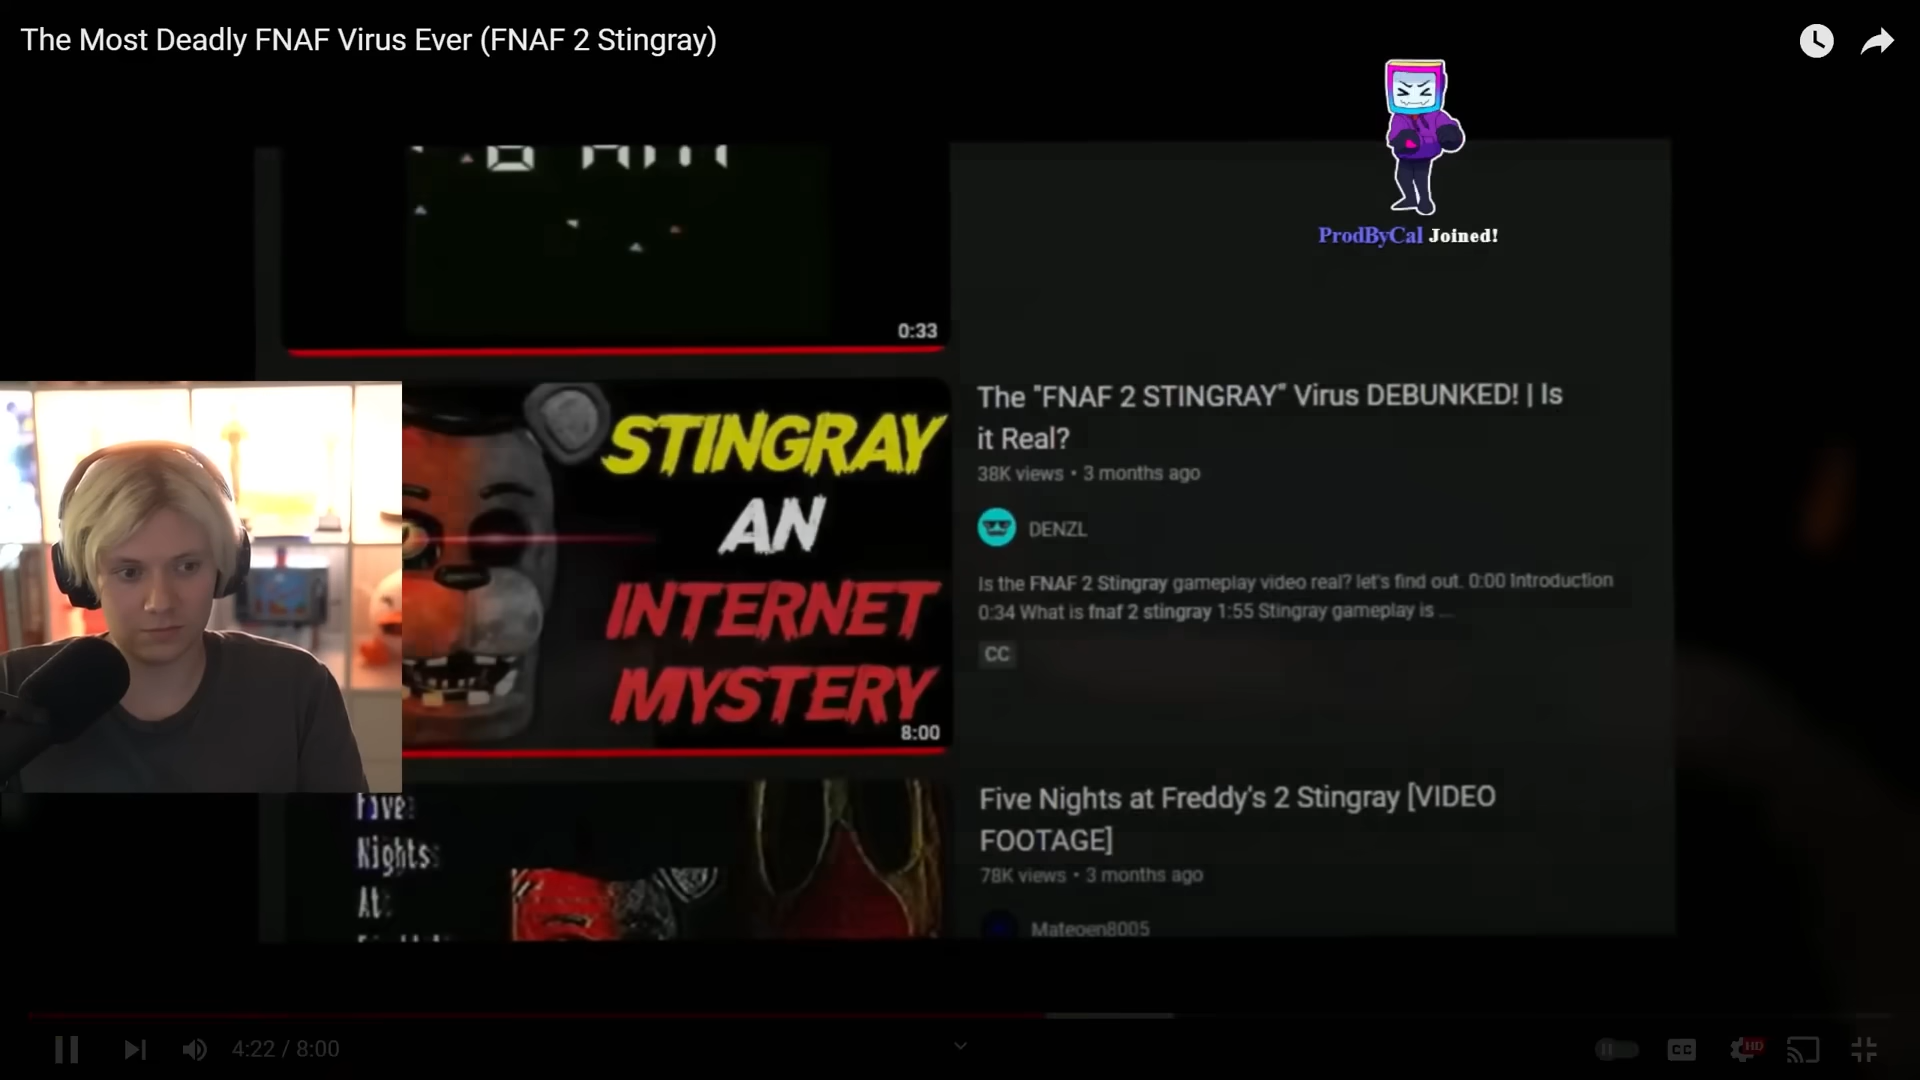 The Most Deadly FNAF Virus Ever (FNAF 2 Stingray)
ProdByCal Joined!
0:33
STINGRAY
AN
INTERNET
MYSTERY
8:00
The "FNAF 2 STINGRAY" Virus DEBUNKED! | Is
it Real?
38K views • 3 months ago
DENZL
Is the FNAF 2 Stingray gameplay video real? let's find out. 0:00 Introduction
0:34 What is fnaf 2 stingray 1:55 Stingray gameplay is ...
CC
Five
Nights
At
Five Nights at Freddy's 2 Stingray [VIDEO
FOOTAGE]
78K views • 3 months ago
Mateoen8005
4:22 / 8:00
CC
HD